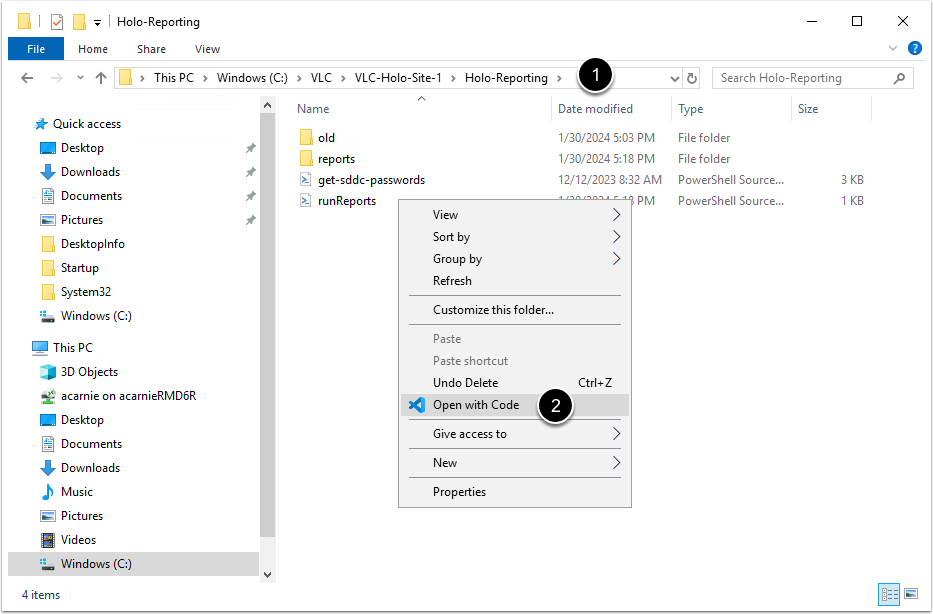 Holo-Reporting
File Home Share View
This PC Windows (C:) VLC VLC-Holo-Site-1 Holo-Reporting 1 Search Holo-Reporting
Name Date modified Type Size
Quick access
Desktop
Downloads
Documents
Pictures
DesktopInfo
Startup
System32
Windows (C:)
This PC
3D Objects
acarnie on acarnieRMD6R
Desktop
Documents
Downloads
Music
Pictures
Videos
Windows (C:)
old 1/30/2024 5:03 PM File folder
reports 1/30/2024 5:18 PM File folder
get-sddc-passwords 12/12/2023 8:32 AM PowerShell Source... 3 KB
runReports PM PowerShell Source... 1 KB
View
Sort by
Group by
Refresh
Customize this folder...
Paste
Paste shortcut
Undo Delete Ctrl+Z
Open with Code 2
Give access to
New
Properties
4 items